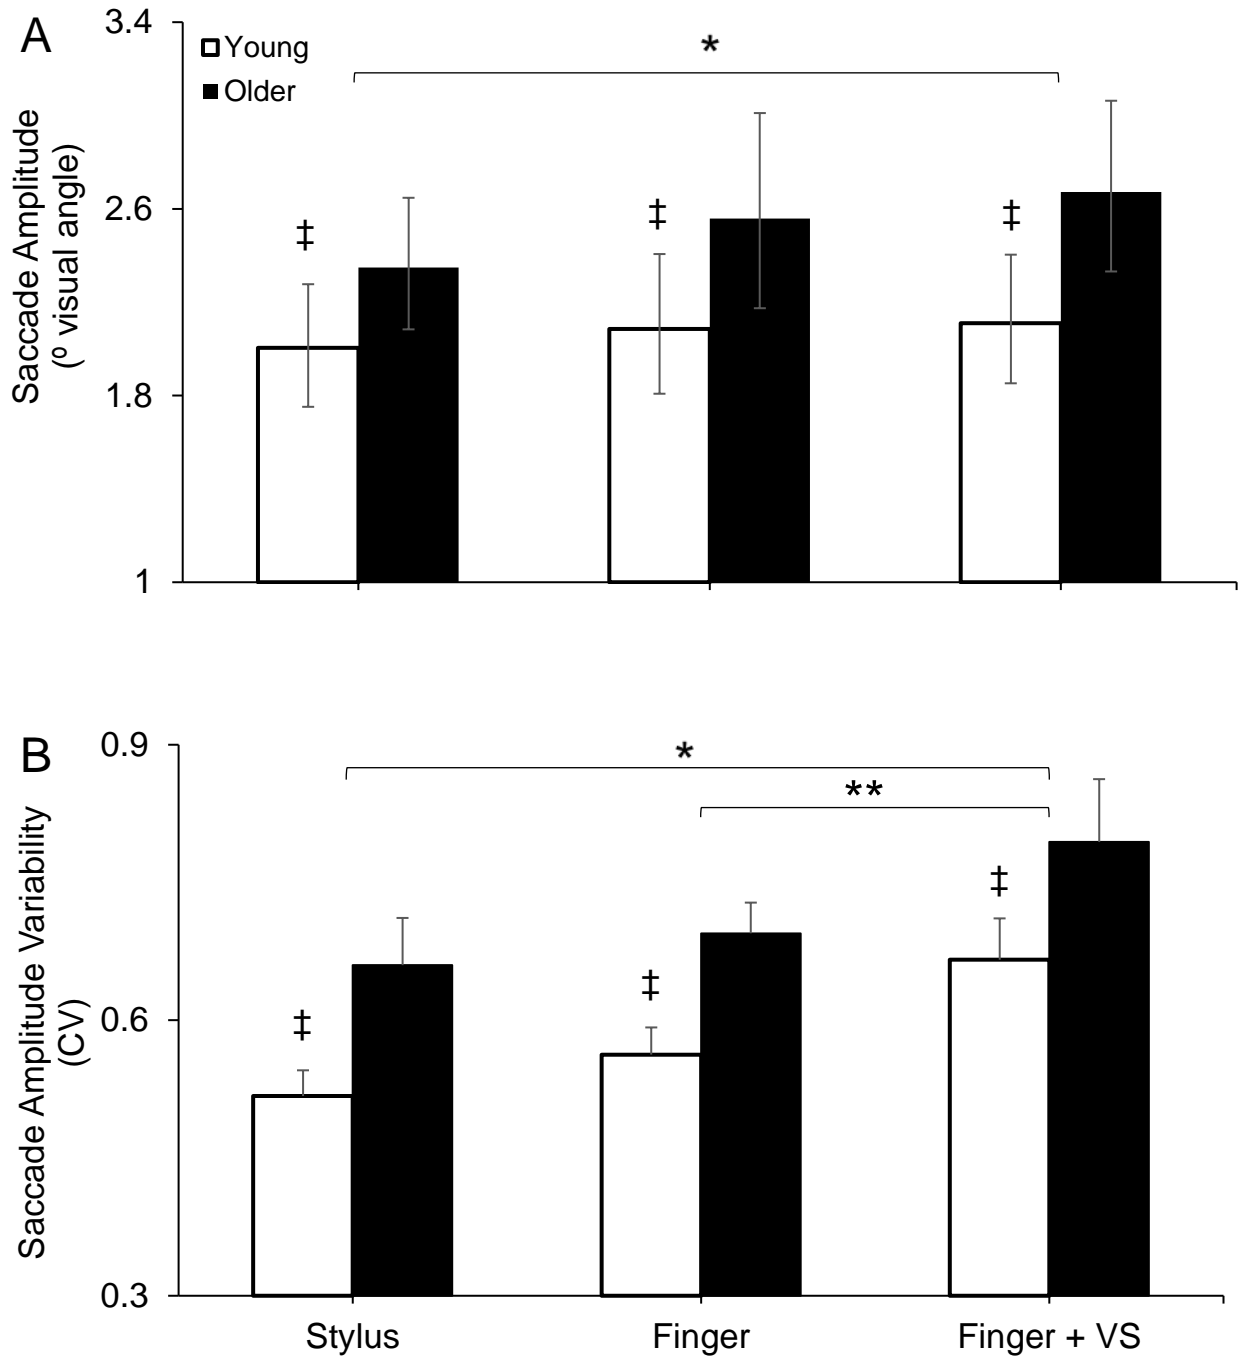 A
3.4
Young
Older
*
Saccade Amplitude
(º visual angle)
2.6
‡
‡
‡
1.8
1
B
0.9
*
**
Saccade Amplitude Variability
(CV)
‡
‡
‡
0.6
0.3
Stylus
Finger
Finger + VS